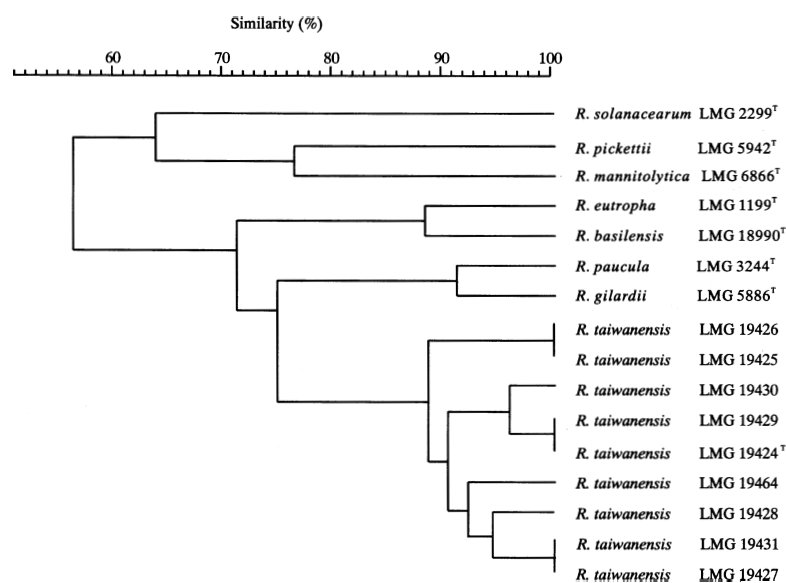 Similarity (%)
60 70 80 90 100
R. solanacearum LMG 2299ᵀ
R. pickettii LMG 5942ᵀ
R. mannitolytica LMG 6866ᵀ
R. eutropha LMG 1199ᵀ
R. basilensis LMG 18990ᵀ
R. paucula LMG 3244ᵀ
R. gilardii LMG 5886ᵀ
R. taiwanensis LMG 19426
R. taiwanensis LMG 19425
R. taiwanensis LMG 19430
R. taiwanensis LMG 19429
R. taiwanensis LMG 19424ᵀ
R. taiwanensis LMG 19464
R. taiwanensis LMG 19428
R. taiwanensis LMG 19431
R. taiwanensis LMG 19427